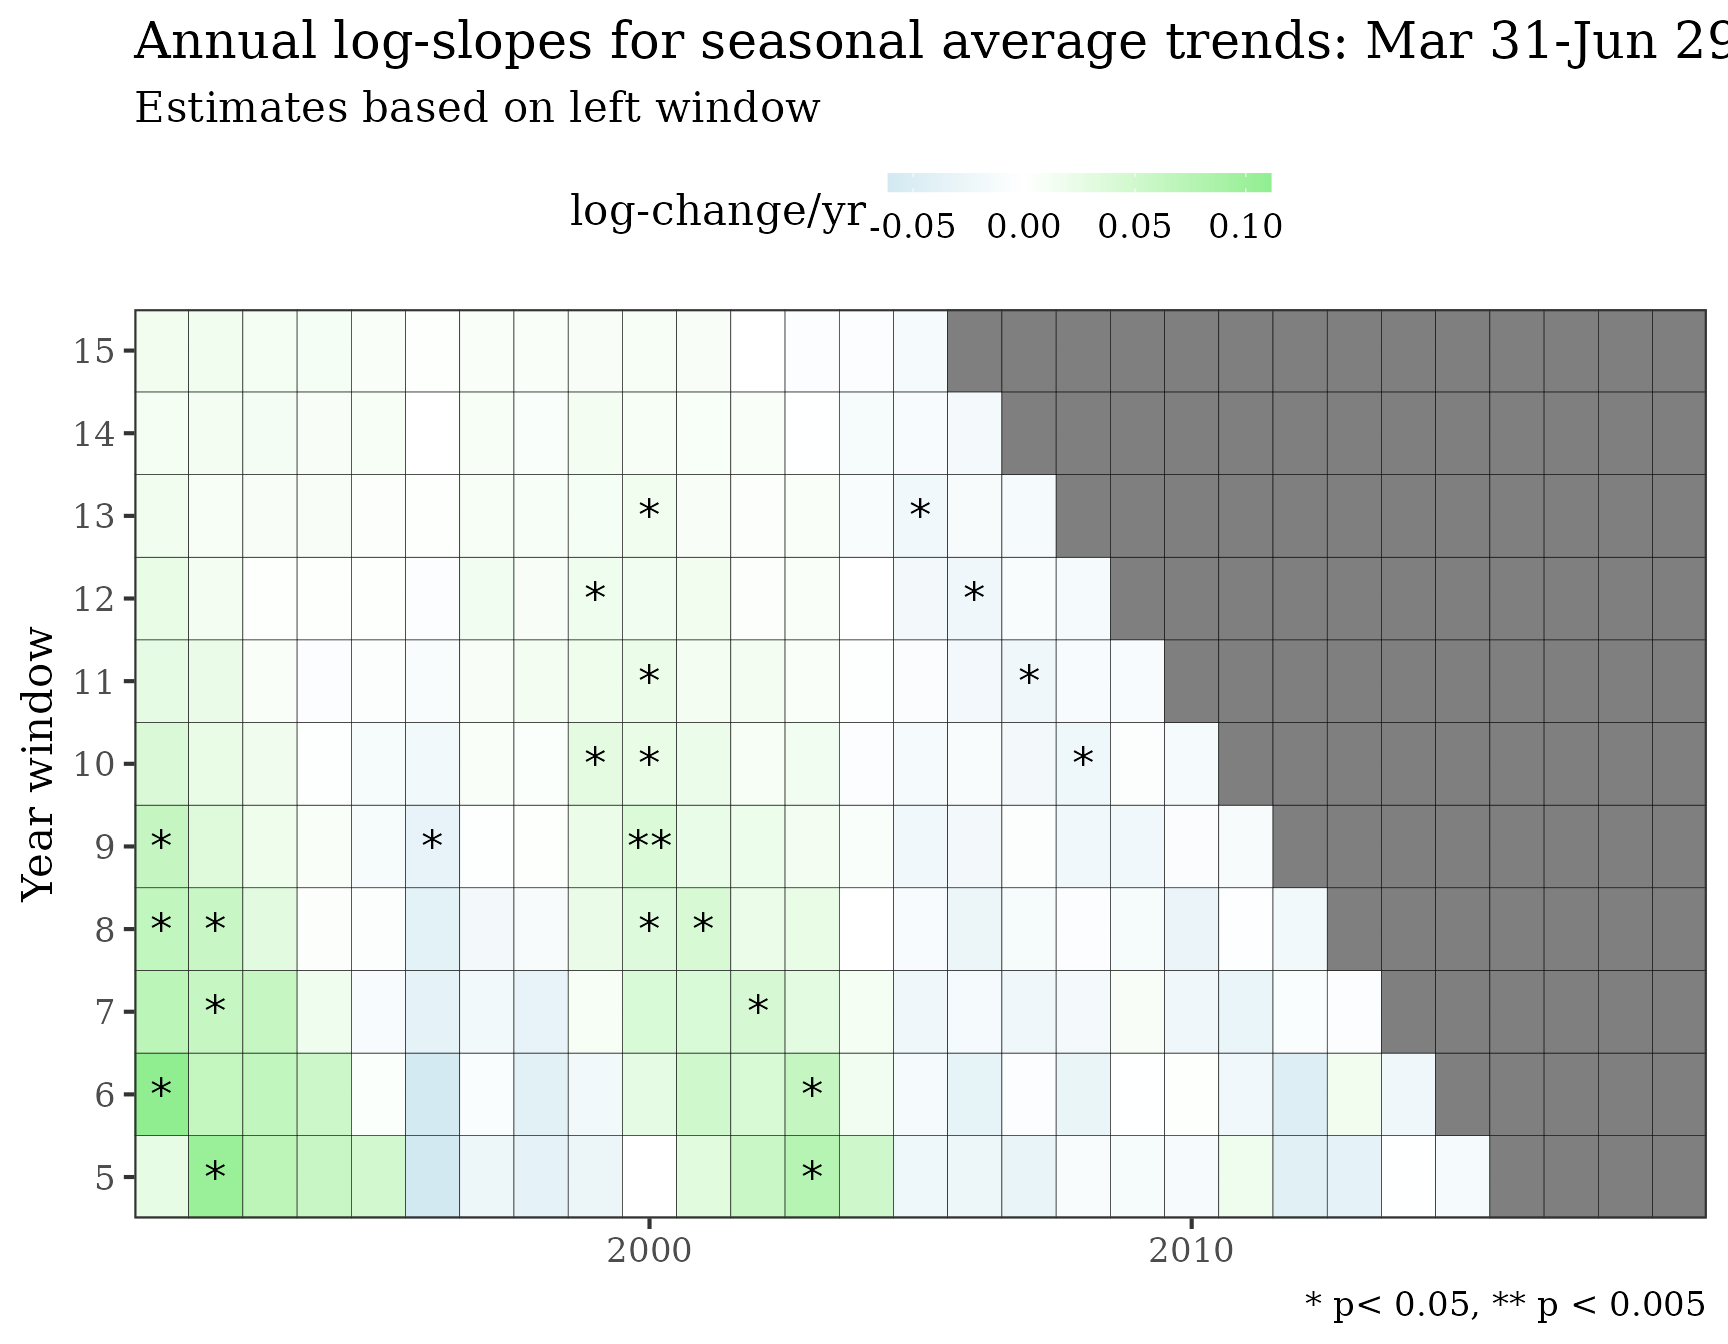 Annual log-slopes for seasonal average trends: Mar 31-Jun 29
Estimates based on left window
log-change/yr
-0.05 0.00 0.05 0.10
Year window
15
14
13
* *
12
* *
11
* *
10
* * *
9
* * **
8
* * * *
7
* *
6
* *
5
* *
2000 2010
* p< 0.05, ** p < 0.005